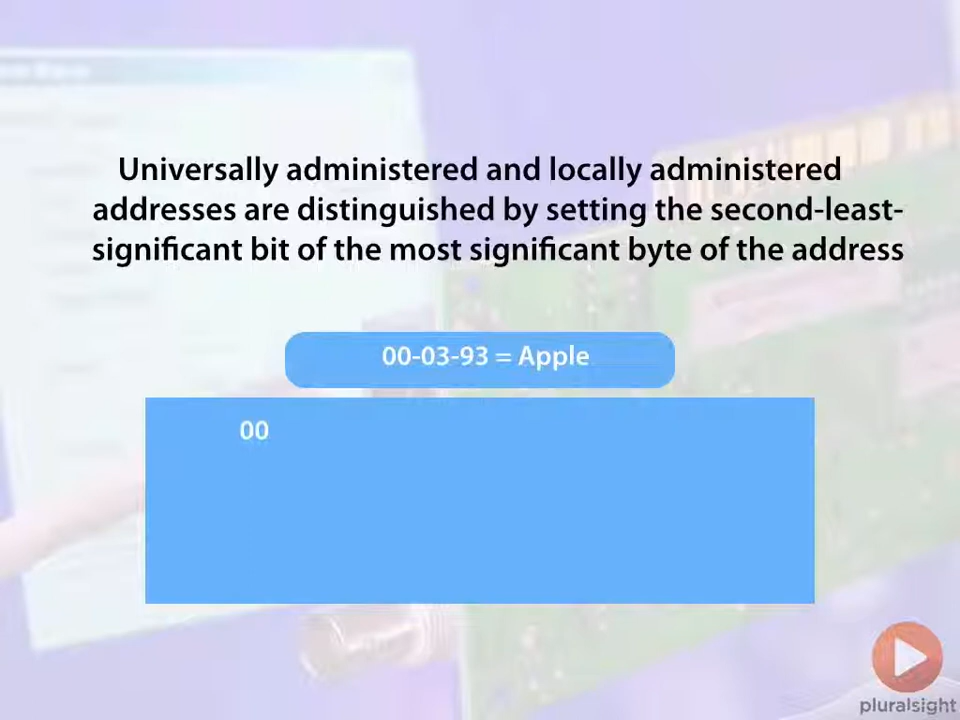 Universally administered and locally administered
addresses are distinguished by setting the second-least-
significant bit of the most significant byte of the address
00-03-93 = Apple
00
pluralsight